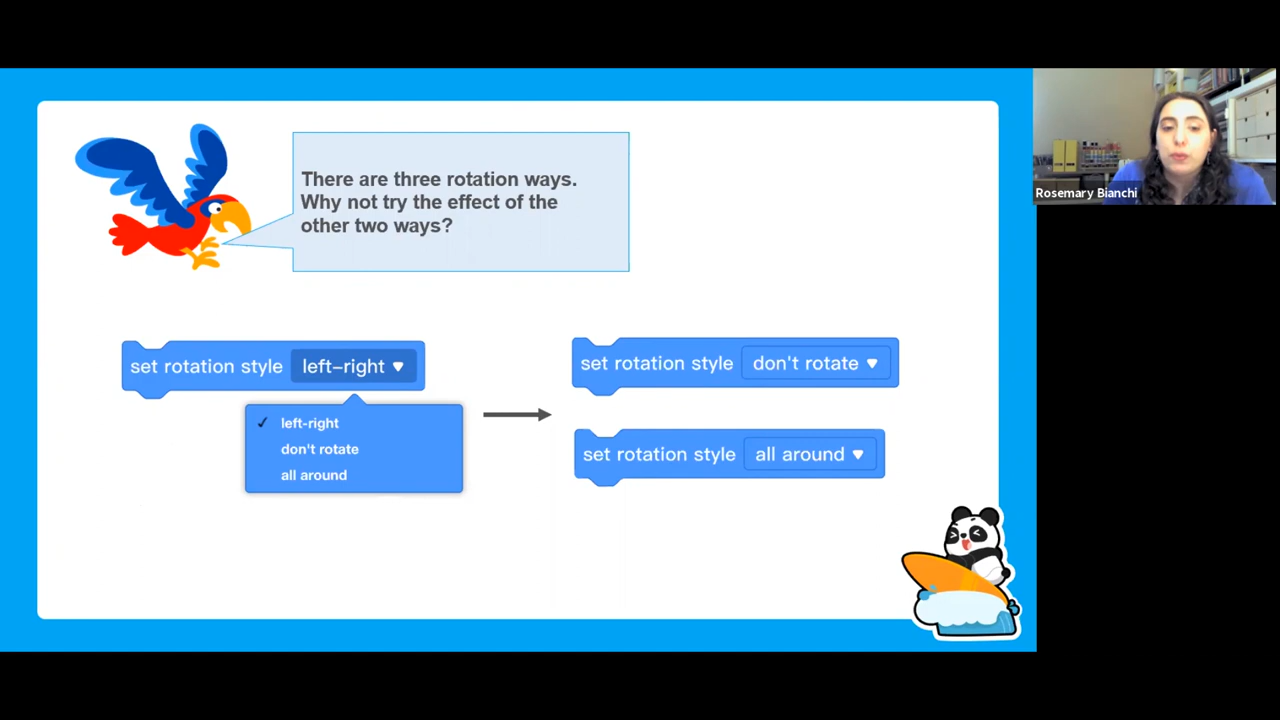 There are three rotation ways.
Why not try the effect of the
other two ways?
Rosemary Bianchi
set rotation style left-right
left-right
don't rotate
all around
set rotation style don't rotate
set rotation style all around